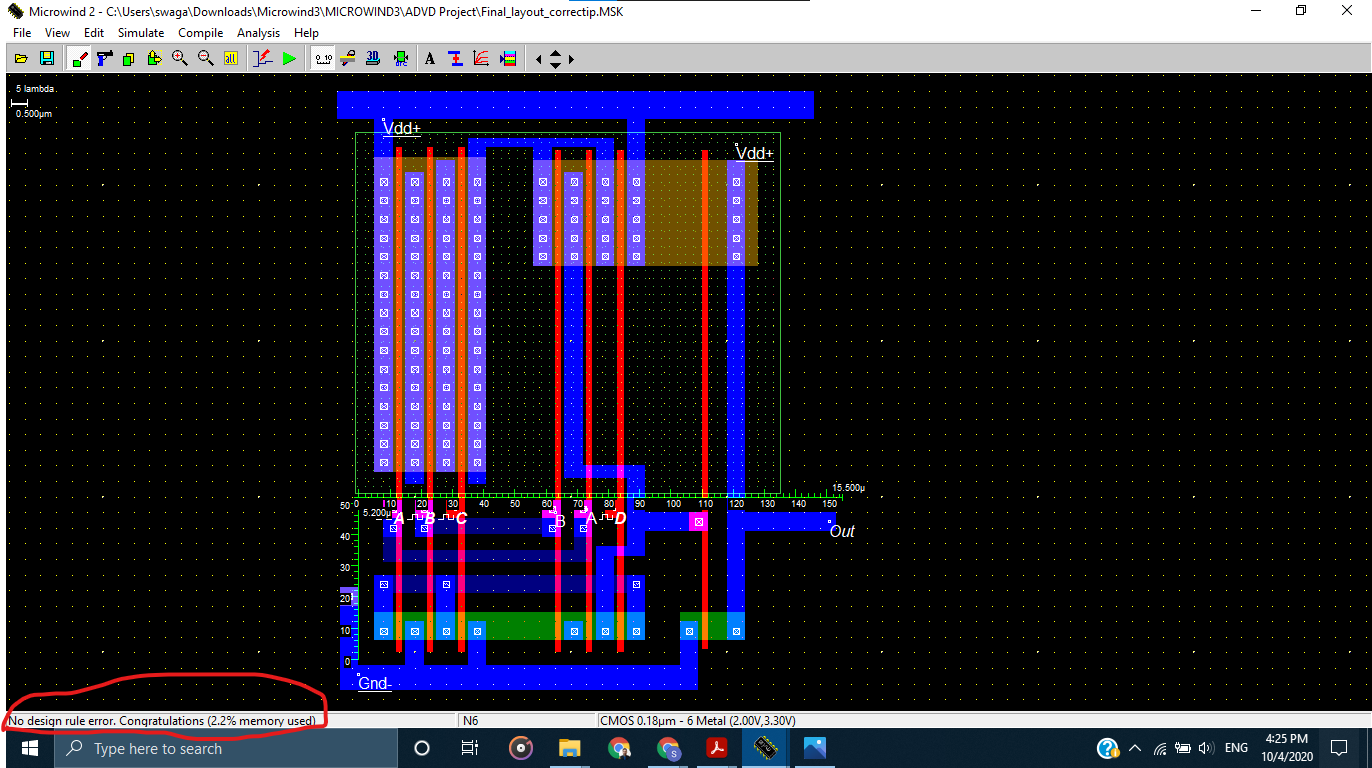 Microwind 2 - C:\Users\swaga\Downloads\Microwind3\MICROWIND3\ADVD Project\Final_layout_correctip.MSK
File View Edit Simulate Compile Analysis Help
0.10 3D A
all
5 lambda
0.500µm
Vdd+
Vdd+
15.500µ
50 0 10 20 30 40 50 60 70 80 90 100 110 120 130 140 150
5.200µ A B C B A D
Out
40
30
20
10
0
Gnd-
No design rule error. Congratulations (2.2% memory used) N6 CMOS 0.18µm - 6 Metal (2.00V,3.30V)
Type here to search
ENG
4:25 PM
10/4/2020